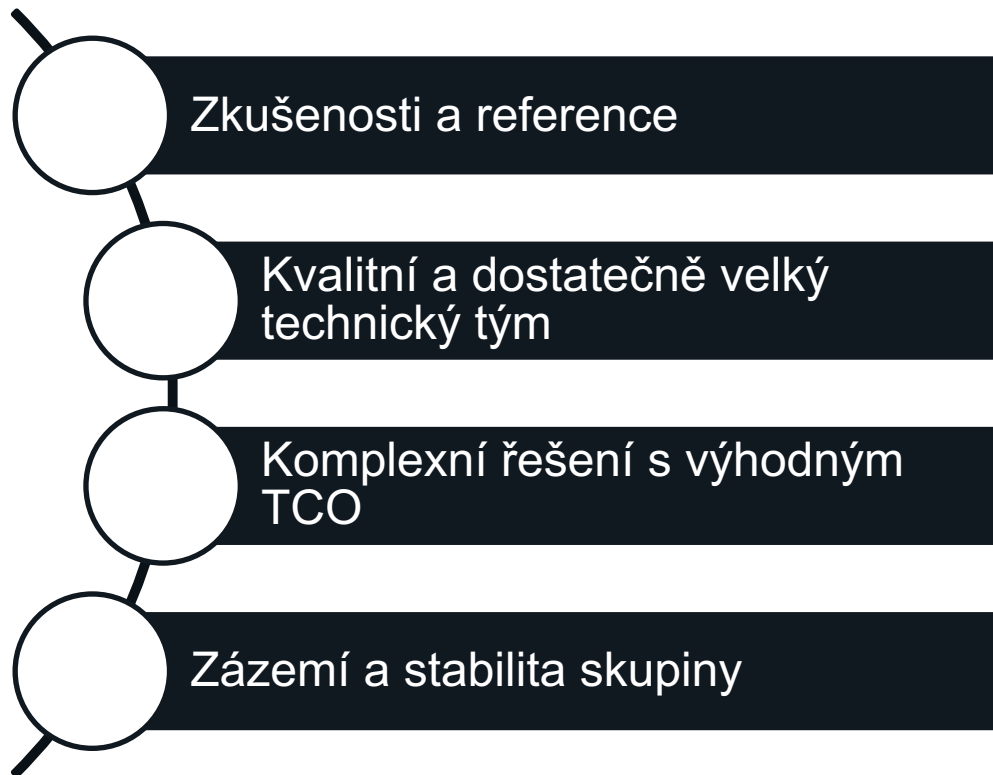 Zkušenosti a reference
Kvalitní a dostatečně velký
technický tým
Komplexní řešení s výhodným
TCO
Zázemí a stabilita skupiny